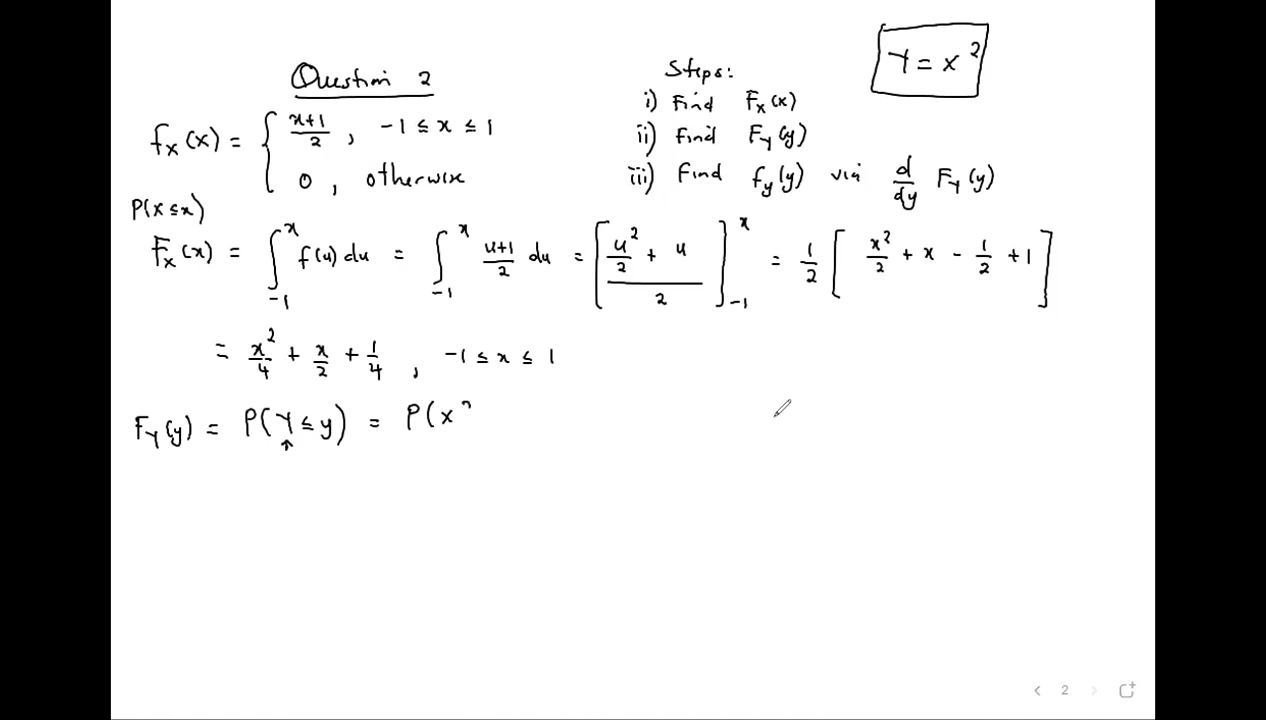 Y = x²
Question 2
Steps:
i) Find F_X(x)
ii) Find F_Y(y)
iii) Find f_y(y) via d/dy F_Y(y)
f_X(x) = { (x+1)/2 , -1 ≤ x ≤ 1
0 , otherwise
P(X ≤ x)
F_X(x) = ∫_{-1}^{x} f(u) du = ∫_{-1}^{x} (u+1)/2 du = [ (u²/2 + u)/2 ]_{-1}^{x} = 1/2 [ x²/2 + x - 1/2 + 1 ]
= x²/4 + x/2 + 1/4 , -1 ≤ x ≤ 1
F_Y(y) = P(Y ≤ y) = P(x
↑
2